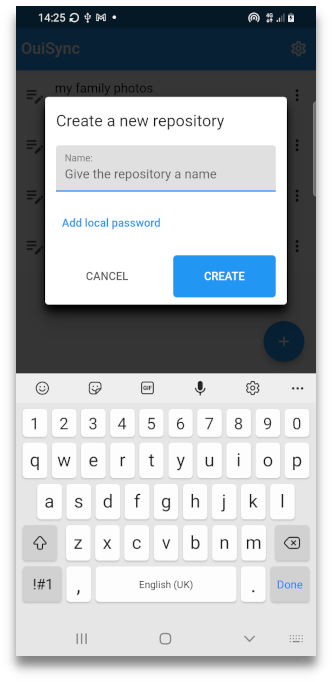 14:25
OuiSync
my family photos
Create a new repository
Name:
Give the repository a name
Add local password
CANCEL CREATE
GIF
1 2 3 4 5 6 7 8 9 0
q w e r t y u i o p
a s d f g h j k l
z x c v b n m
!#1 , English (UK) . Done